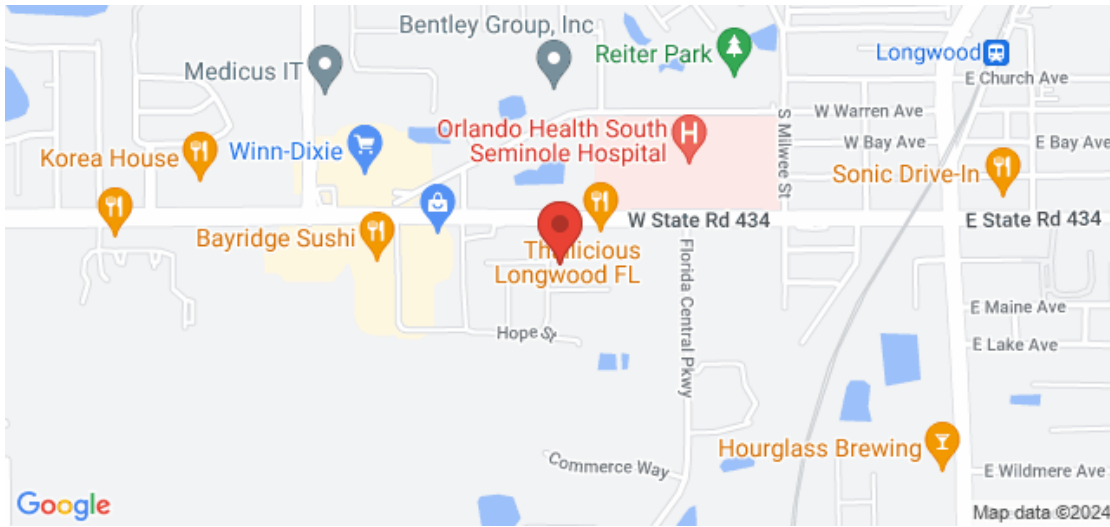 Bentley Group, Inc
Reiter Park
Longwood
Medicus IT
E Church Ave
W Warren Ave
S Milwee St
Orlando Health South
Seminole Hospital
W Bay Ave
E Bay Ave
Korea House
Winn-Dixie
Sonic Drive-In
W State Rd 434
E State Rd 434
Bayridge Sushi
Longwood FL
Florida Central Pkwy
E Maine Ave
Hope St
E Lake Ave
Hourglass Brewing
Commerce Way
E Wildmere Ave
Google
Map data ©2024